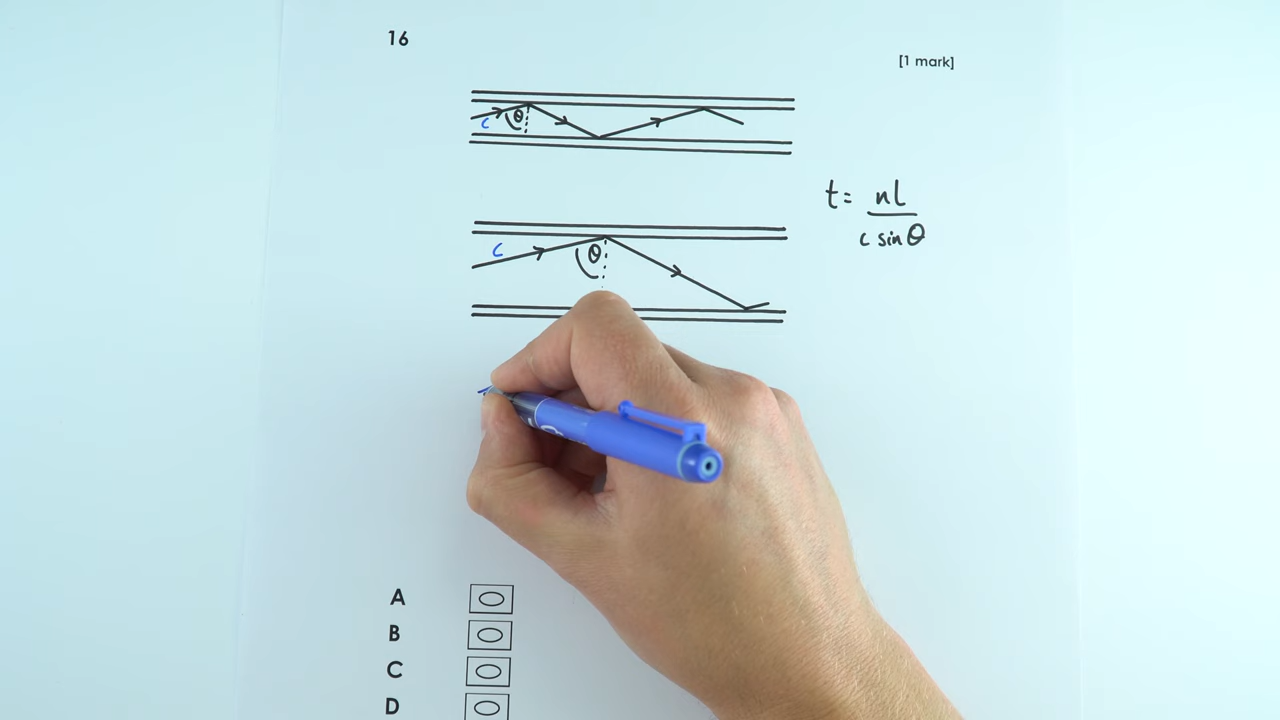 16
[1 mark]
c θ
t = nl / c sin θ
c θ
A
B
C
D